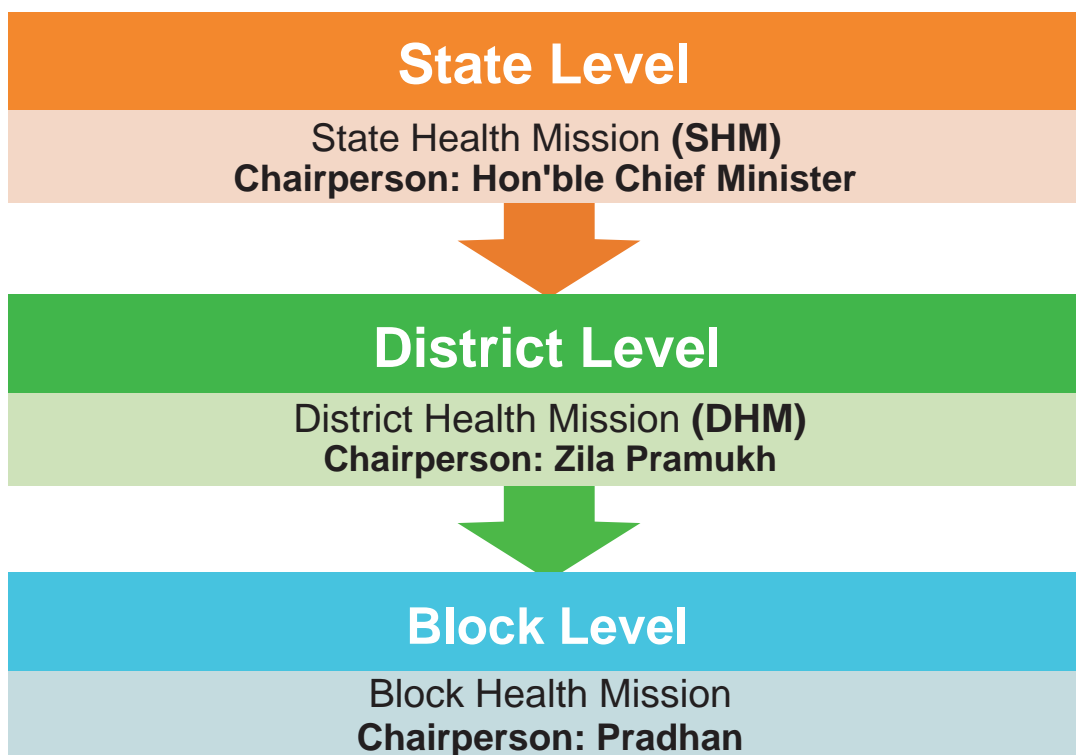 State Level
State Health Mission (SHM)
Chairperson: Hon'ble Chief Minister
District Level
District Health Mission (DHM)
Chairperson: Zila Pramukh
Block Level
Block Health Mission
Chairperson: Pradhan